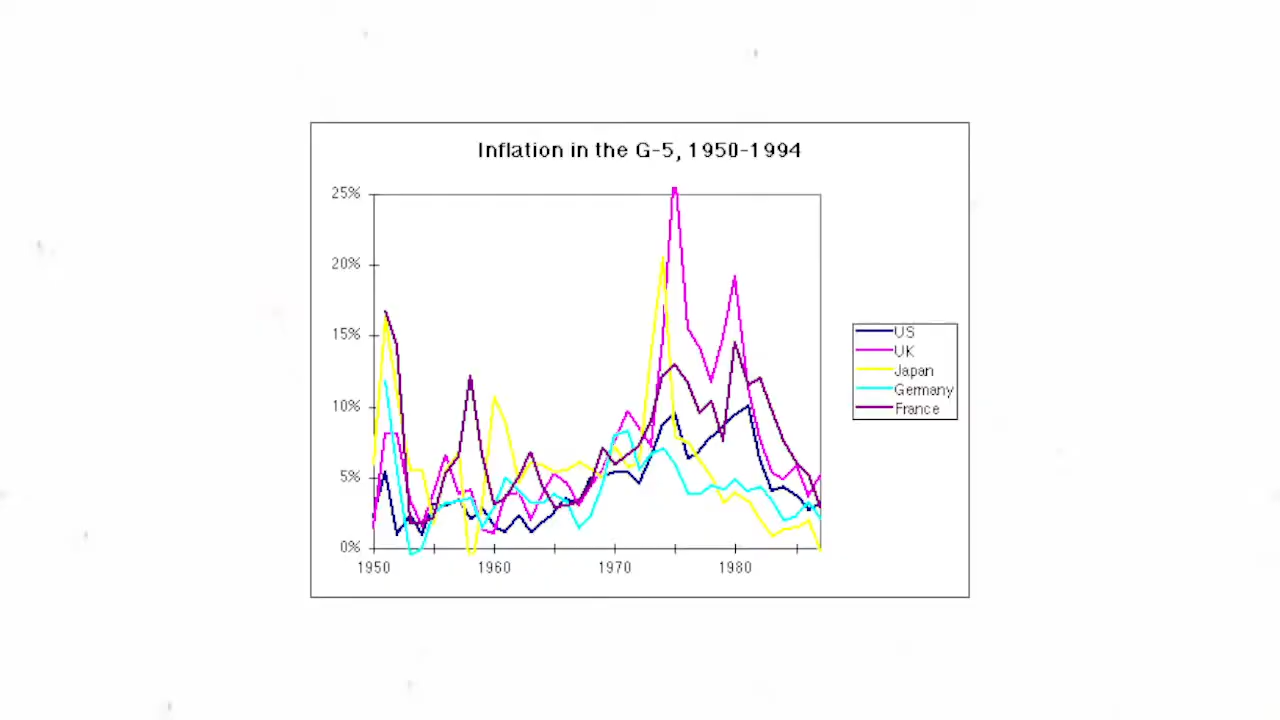 Inflation in the G-5, 1950-1994
25%
20%
15%
10%
5%
0%
1950 1960 1970 1980
US
UK
Japan
Germany
France